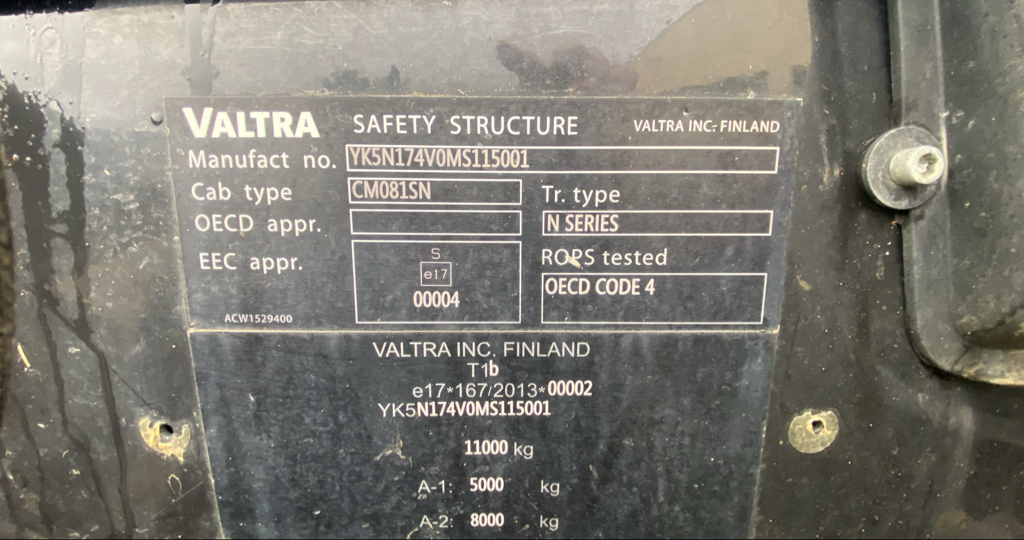 VALTRA SAFETY STRUCTURE VALTRA INC. FINLAND
Manufact no. YK5N174V0MS115001
Cab type CM081SN Tr. type
OECD appr. N SERIES
EEC appr. S ROPS tested
e17 OECD CODE 4
00004
ACW1529400
VALTRA INC. FINLAND
T1b
e17*167/2013*00002
YK5N174V0MS115001
11000 kg
A-1: 5000 kg
A-2: 8000 kg